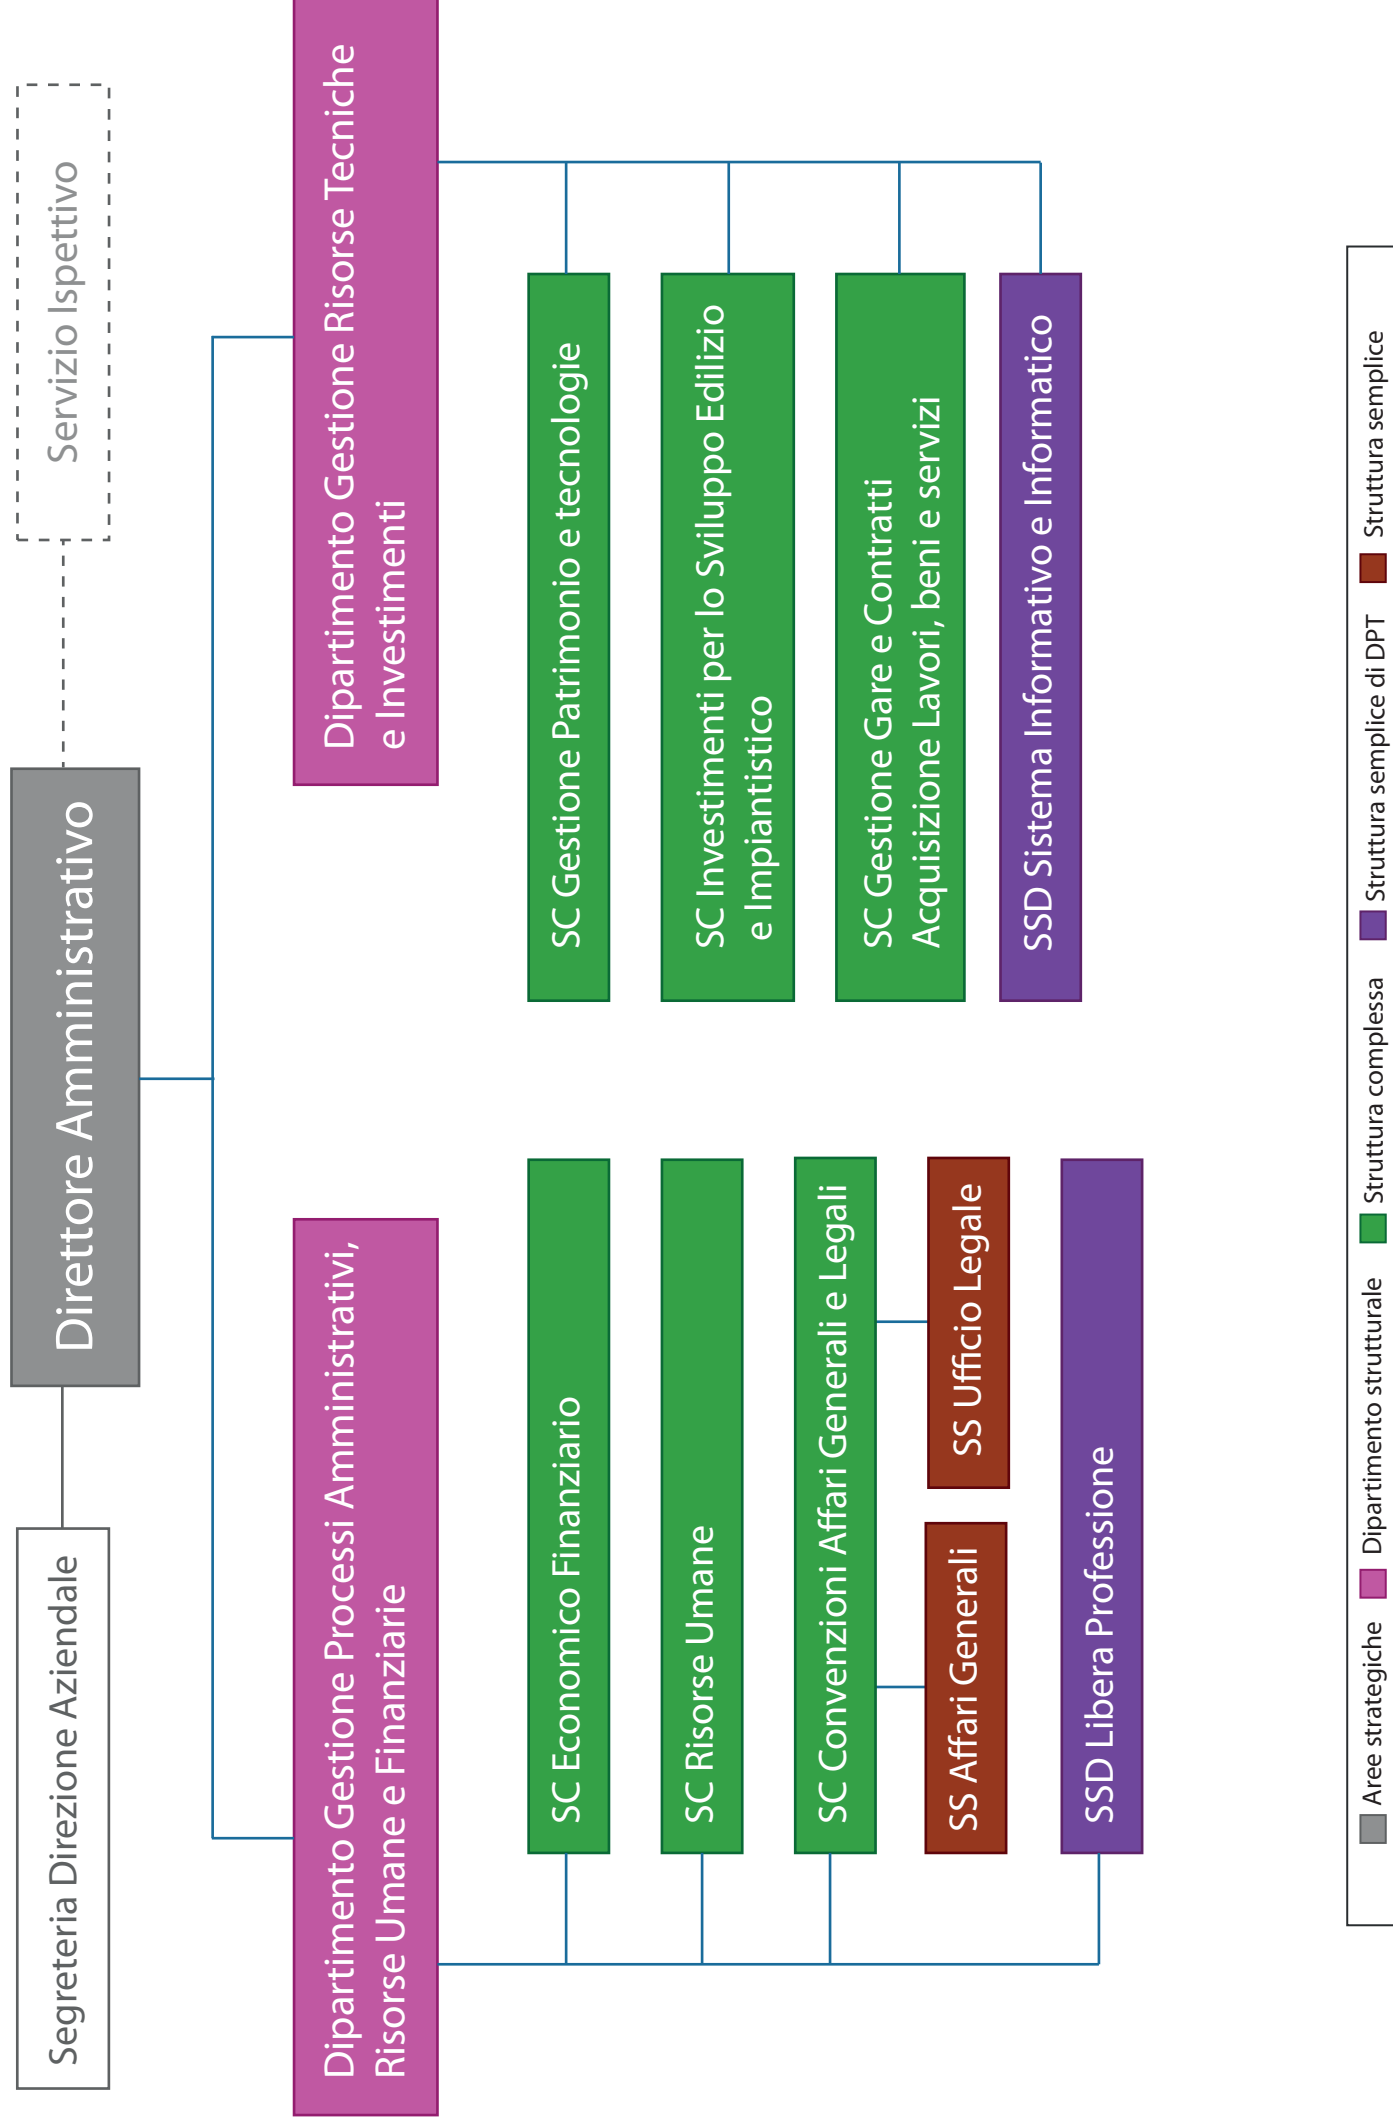 Segreteria Direzione Aziendale
Direttore Amministrativo
Servizio Ispettivo
Dipartimento Gestione Processi Amministrativi,
Risorse Umane e Finanziarie
SC Economico Finanziario
SC Risorse Umane
SC Convenzioni Affari Generali e Legali
SS Affari Generali
SS Ufficio Legale
SSD Libera Professione
Dipartimento Gestione Risorse Tecniche
e Investimenti
SC Gestione Patrimonio e tecnologie
SC Investimenti per lo Sviluppo Edilizio
e Impiantistico
SC Gestione Gare e Contratti
Acquisizione Lavori, beni e servizi
SSD Sistema Informativo e Informatico
Aree strategiche
Dipartimento strutturale
Struttura complessa
Struttura semplice di DPT
Struttura semplice